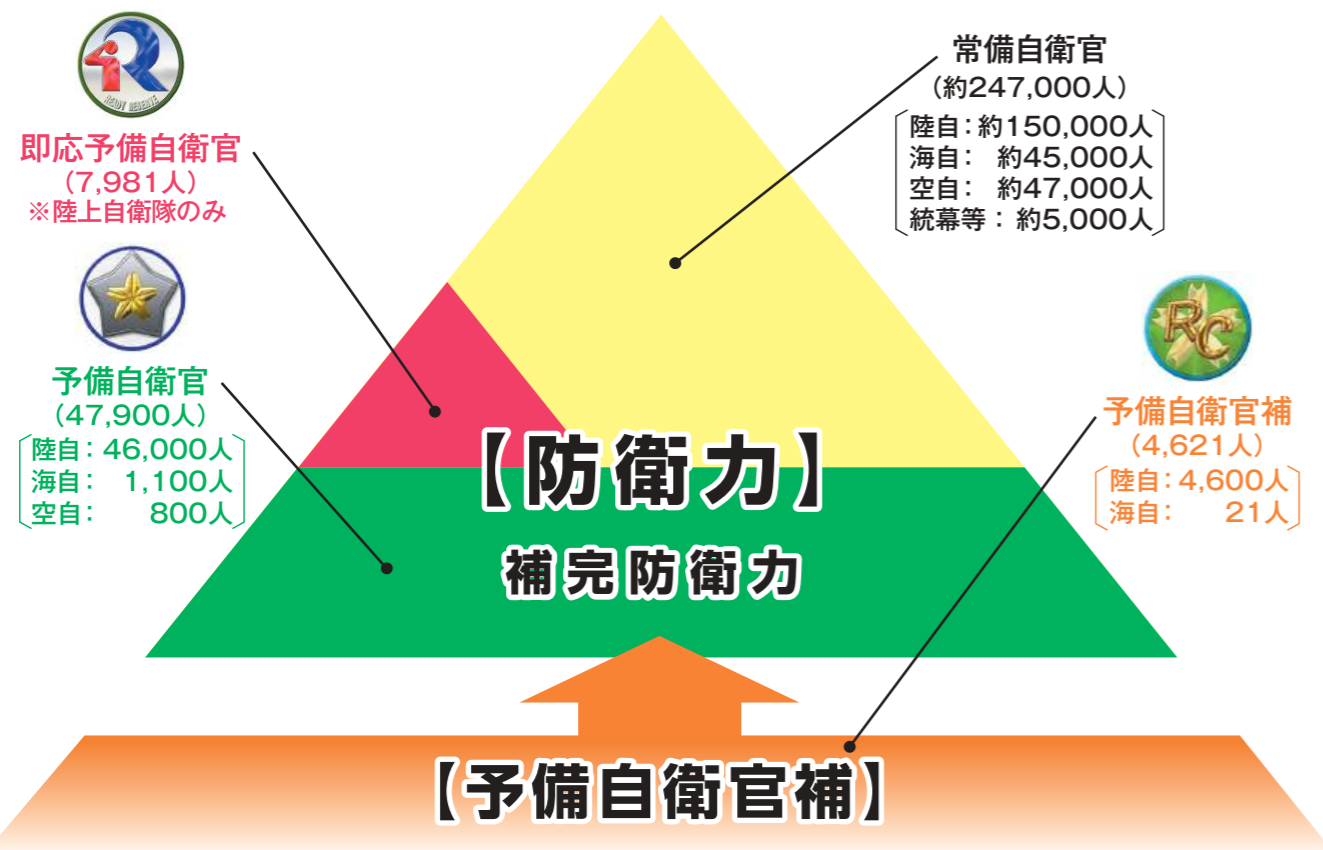 READY RESERVE
即応予備自衛官
(7,981人)
※陸上自衛隊のみ
予備自衛官
(47,900人)
陸自：46,000人
海自： 1,100人
空自： 800人
常備自衛官
(約247,000人)
陸自：約150,000人
海自： 約45,000人
空自： 約47,000人
統幕等：約5,000人
RC
予備自衛官補
(4,621人)
陸自：4,600人
海自： 21人
【防衛力】
補完防衛力
【予備自衛官補】